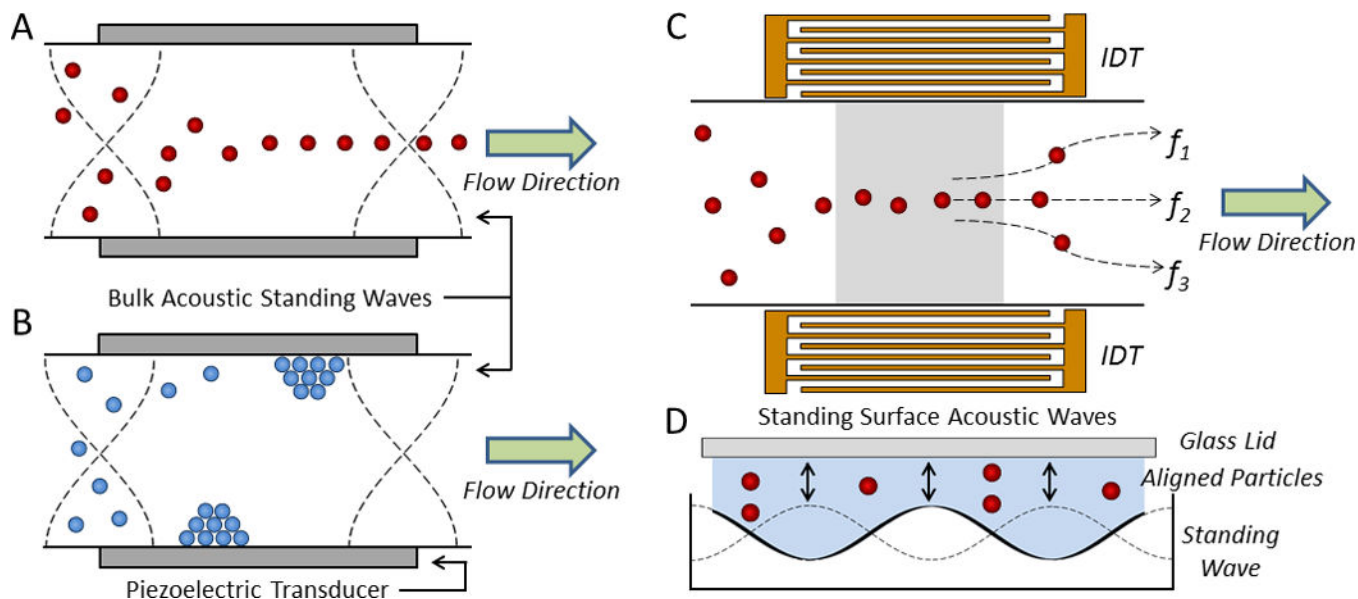 A
Flow Direction
Bulk Acoustic Standing Waves
B
Flow Direction
Piezoelectric Transducer
C
IDT
f1
f2
f3
Flow Direction
IDT
D
Standing Surface Acoustic Waves
Glass Lid
Aligned Particles
Standing
Wave